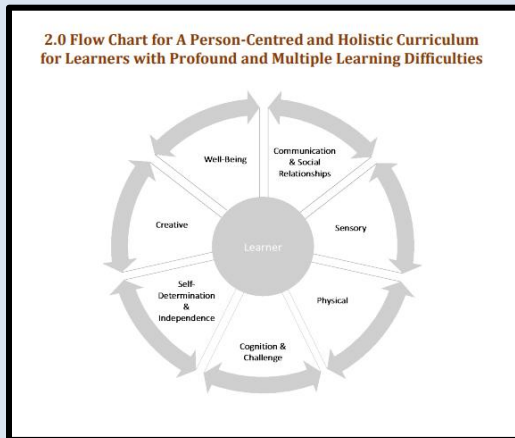 2.0 Flow Chart for A Person-Centred and Holistic Curriculum
for Learners with Profound and Multiple Learning Difficulties
Well-Being
Communication
& Social
Relationships
Creative
Learner
Sensory
Self-
Determination
&
Independence
Physical
Cognition &
Challenge